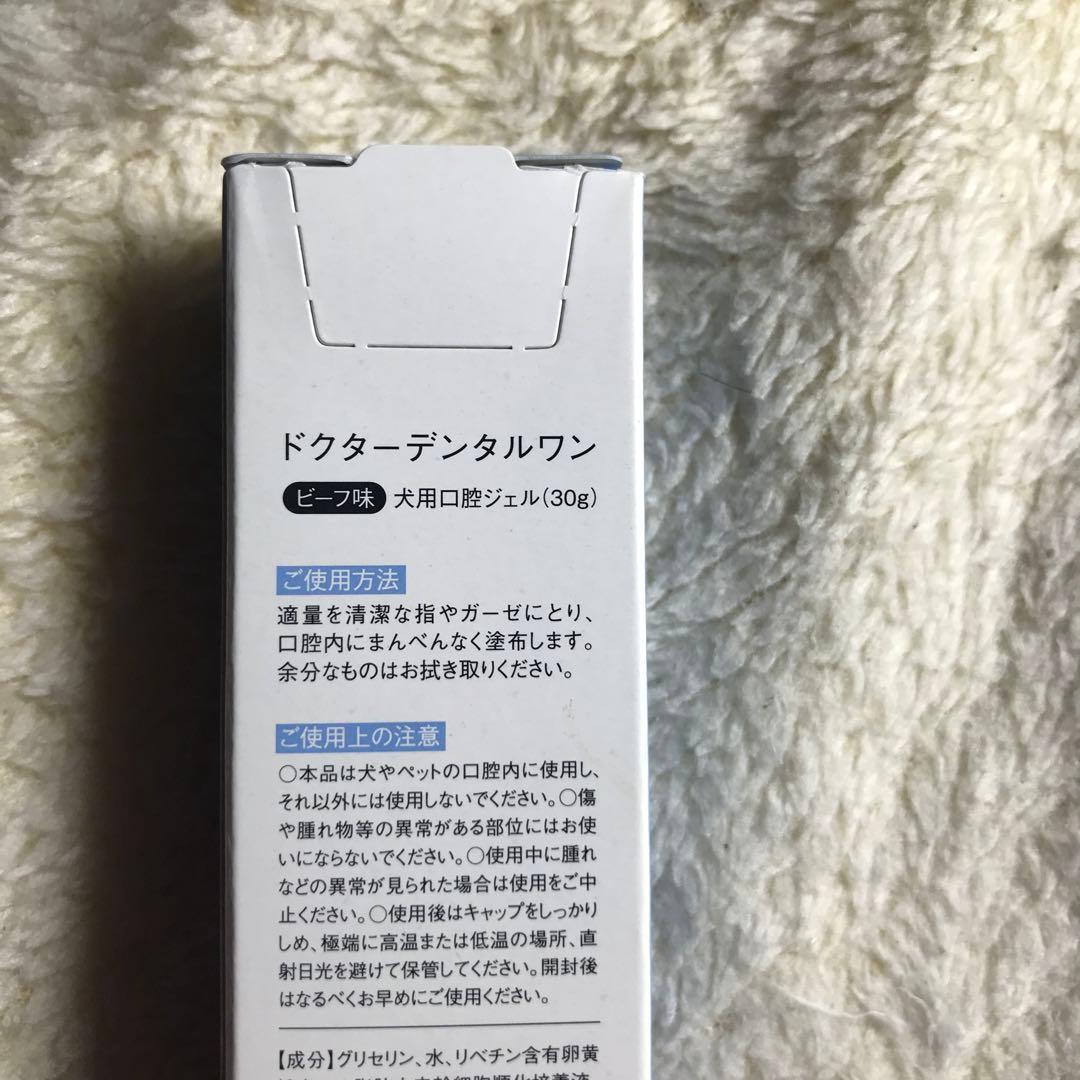 ドクターデンタルワン
ビーフ味 犬用口腔ジェル(30g)
ご使用方法
適量を清潔な指やガーゼにとり、
口腔内にまんべんなく塗布します。
余分なものはお拭き取りください。
ご使用上の注意
○本品は犬やペットの口腔内に使用し、
それ以外には使用しないでください。○傷
や腫れ物等の異常がある部位にはお使
いにならないでください。○使用中に腫れ
などの異常が見られた場合は使用をご中
止ください。○使用後はキャップをしっかり
しめ、極端に高温または低温の場所、直
射日光を避けて保管してください。開封後
はなるべくお早めにご使用ください。
【成分】グリセリン、水、リベチン含有卵黄